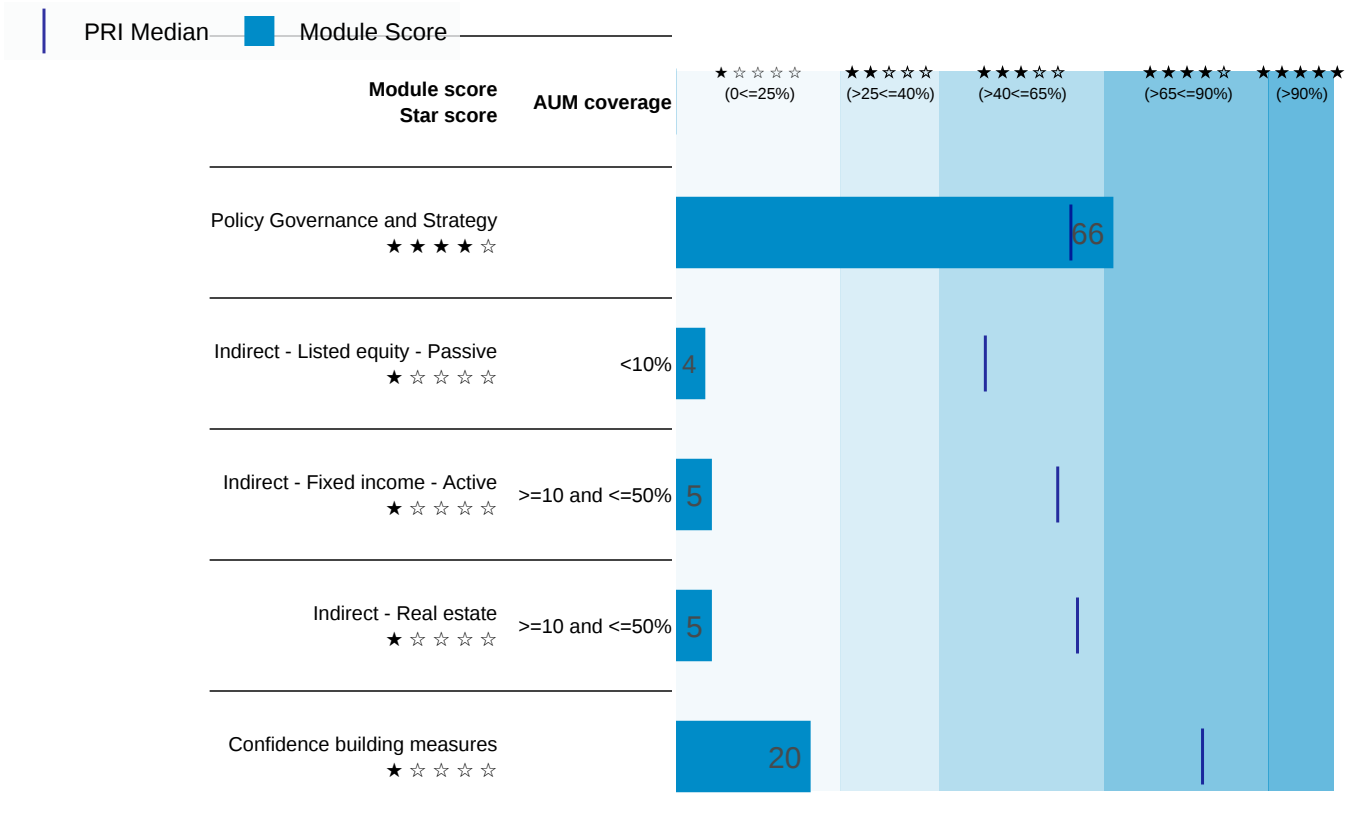 PRI Median Module Score
★ ☆ ☆ ☆ ☆ ★ ★ ☆ ☆ ☆ ★ ★ ★ ☆ ☆ ★ ★ ★ ★ ☆ ★ ★ ★ ★ ★
(0<=25%) (>25<=40%) (>40<=65%) (>65<=90%) (>90%)
Module score
Star score
AUM coverage
Policy Governance and Strategy
★ ★ ★ ★ ☆
66
Indirect - Listed equity - Passive
★ ☆ ☆ ☆ ☆
<10%
4
Indirect - Fixed income - Active
★ ☆ ☆ ☆ ☆
>=10 and <=50%
5
Indirect - Real estate
★ ☆ ☆ ☆ ☆
>=10 and <=50%
5
Confidence building measures
★ ☆ ☆ ☆ ☆
20